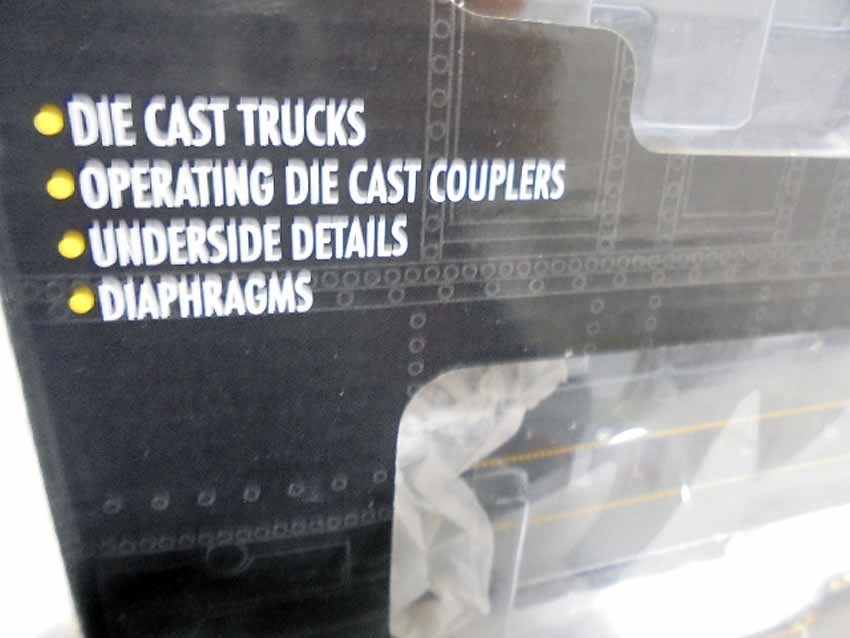 DIE CAST TRUCKS
OPERATING DIE CAST COUPLERS
UNDERSIDE DETAILS
DIAPHRAGMS